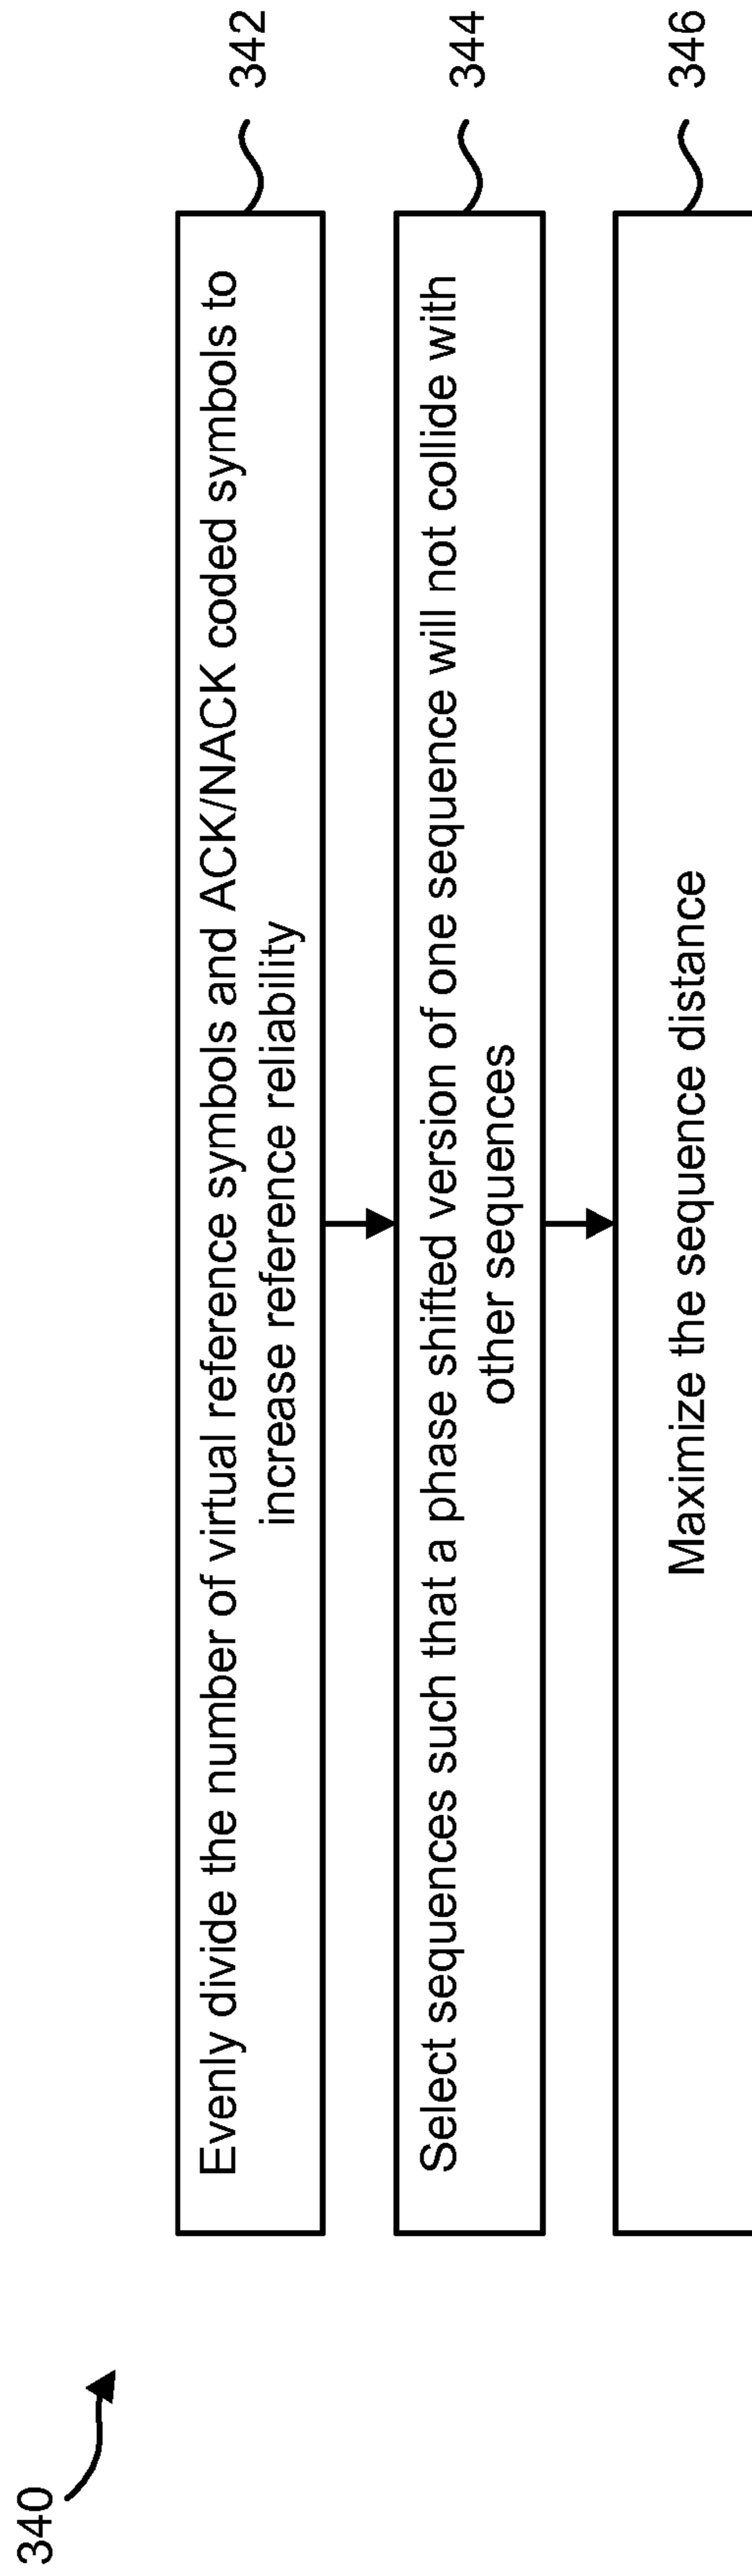 340
Evenly divide the number of virtual reference symbols and ACK/NACK coded symbols to
increase reference reliability
342
Select sequences such that a phase shifted version of one sequence will not collide with
other sequences
344
Maximize the sequence distance
346